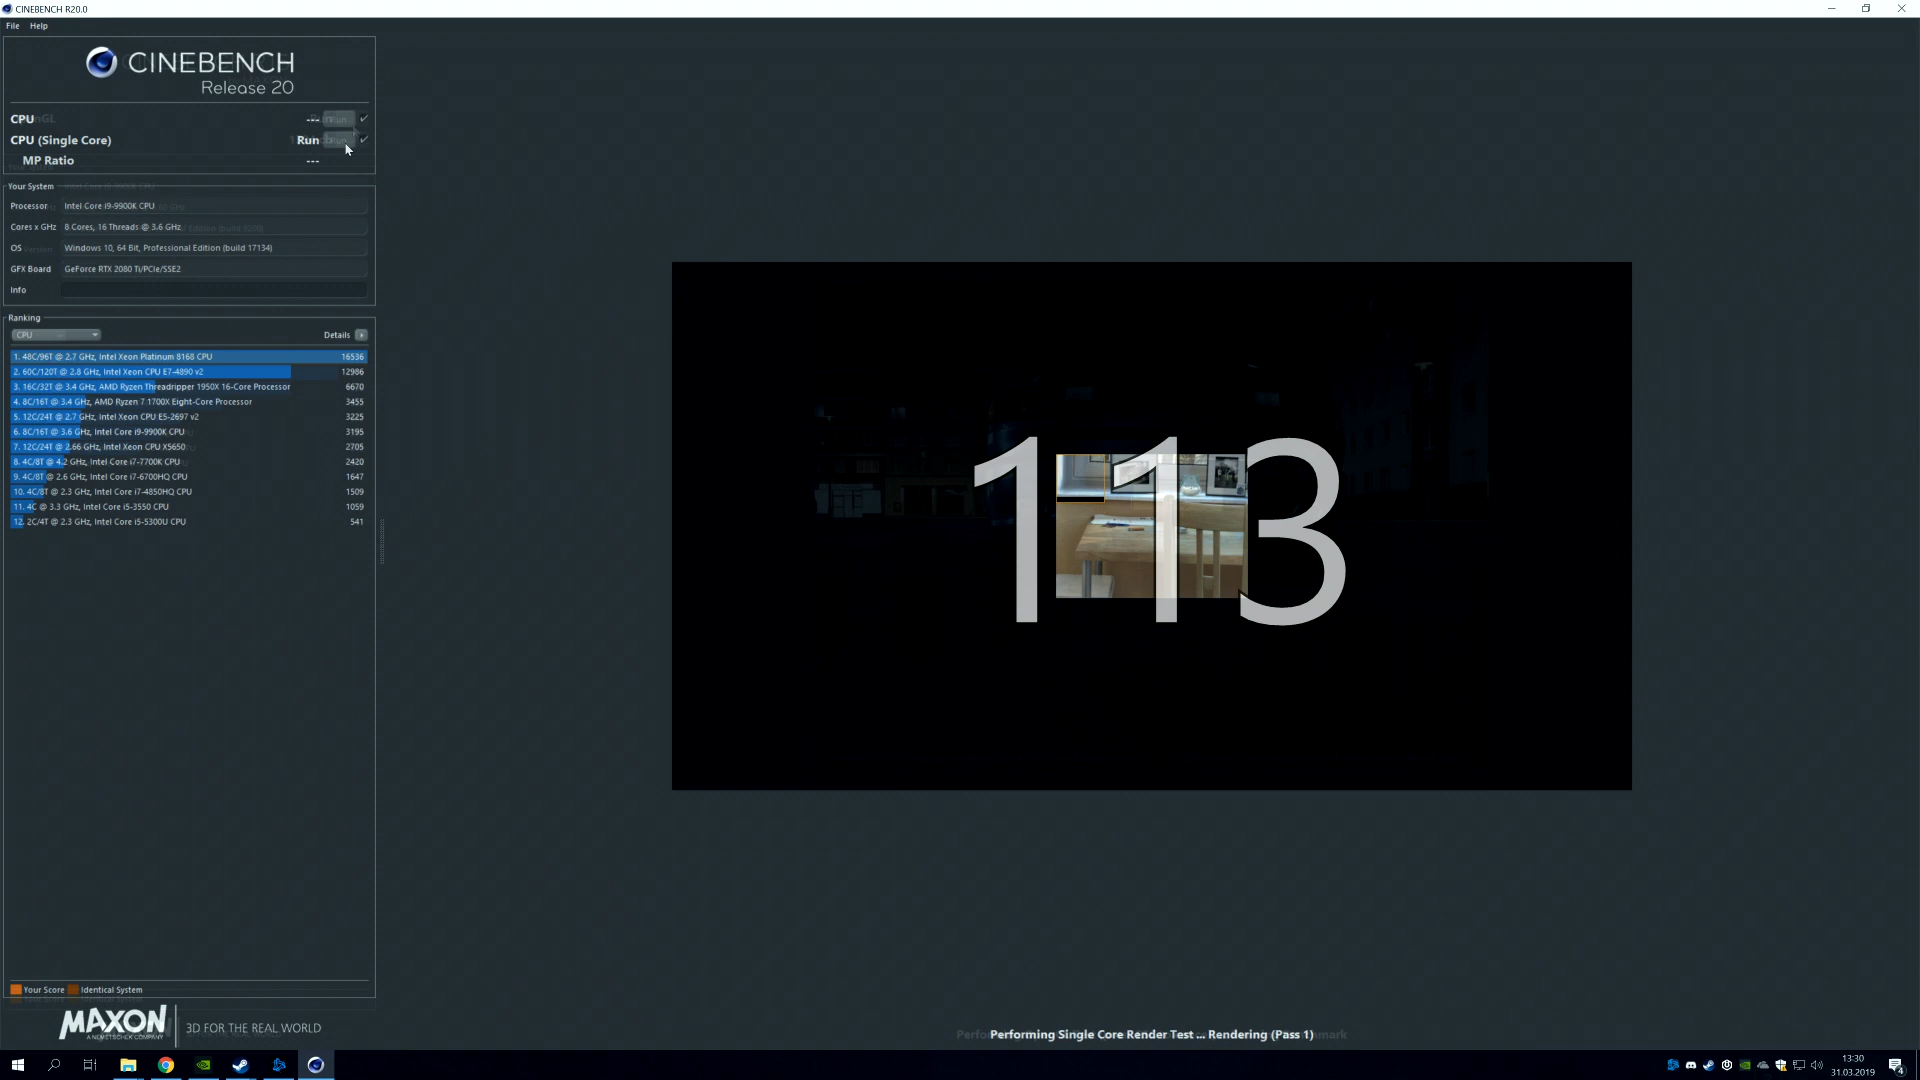 CINEBENCH R20.0
File Help
CINEBENCH
Release 20
CPU --- Run
CPU (Single Core) Run Run
MP Ratio ---
Your System
Processor Intel Core i9-9900K CPU
Cores x GHz 8 Cores, 16 Threads @ 3.6 GHz
OS Windows 10, 64 Bit, Professional Edition (build 17134)
GFX Board GeForce RTX 2080 Ti/PCIe/SSE2
Info
Ranking
CPU Details
1. 48C/96T @ 2.7 GHz, Intel Xeon Platinum 8168 CPU 16536
2. 60C/120T @ 2.8 GHz, Intel Xeon CPU E7-4890 v2 12986
3. 16C/32T @ 3.4 GHz, AMD Ryzen Threadripper 1950X 16-Core Processor 6670
4. 8C/16T @ 3.4 GHz, AMD Ryzen 7 1700X Eight-Core Processor 3455
5. 12C/24T @ 2.7 GHz, Intel Xeon CPU E5-2697 v2 3225
6. 8C/16T @ 3.6 GHz, Intel Core i9-9900K CPU 3195
7. 12C/24T @ 2.66 GHz, Intel Xeon CPU X5650 2705
8. 4C/8T @ 4.2 GHz, Intel Core i7-7700K CPU 2420
9. 4C/8T @ 2.6 GHz, Intel Core i7-6700HQ CPU 1647
10. 4C/8T @ 2.3 GHz, Intel Core i7-4850HQ CPU 1509
11. 4C @ 3.3 GHz, Intel Core i5-3550 CPU 1059
12. 2C/4T @ 2.3 GHz, Intel Core i5-5300U CPU 541
113
Your Score Identical System
MAXON
A NEMETSCHEK COMPANY
3D FOR THE REAL WORLD
Performing Single Core Render Test ... Rendering (Pass 1)
13:30
31.03.2019
4